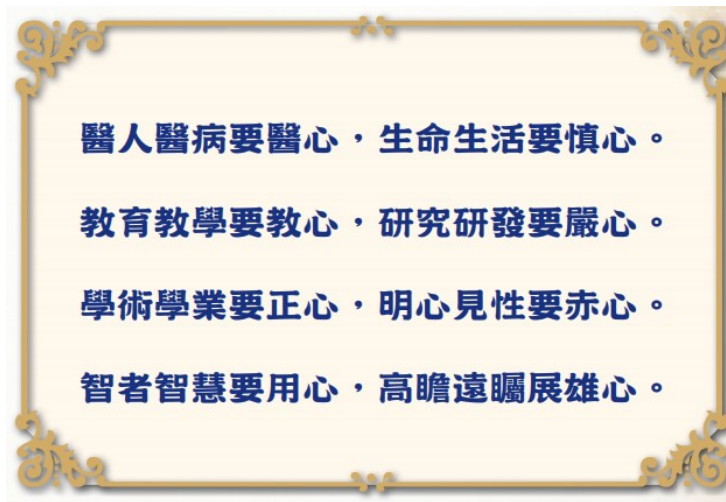 醫人醫病要醫心，生命生活要慎心。
教育教學要教心，研究研發要嚴心。
學術學業要正心，明心見性要赤心。
智者智慧要用心，高瞻遠矚展雄心。